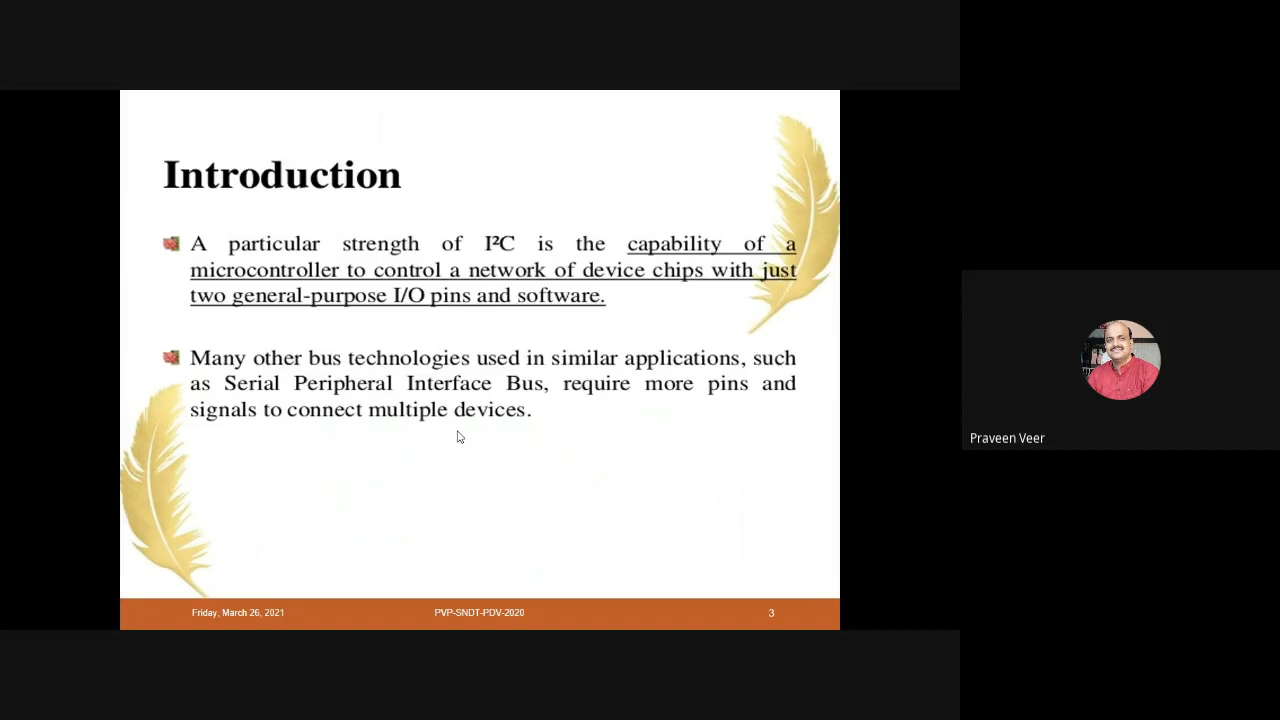 Introduction
A particular strength of I²C is the capability of a
microcontroller to control a network of device chips with just
two general-purpose I/O pins and software.
Many other bus technologies used in similar applications, such
as Serial Peripheral Interface Bus, require more pins and
signals to connect multiple devices.
Friday, March 26, 2021
PVP-SNDT-PDV-2020
3
Praveen Veer